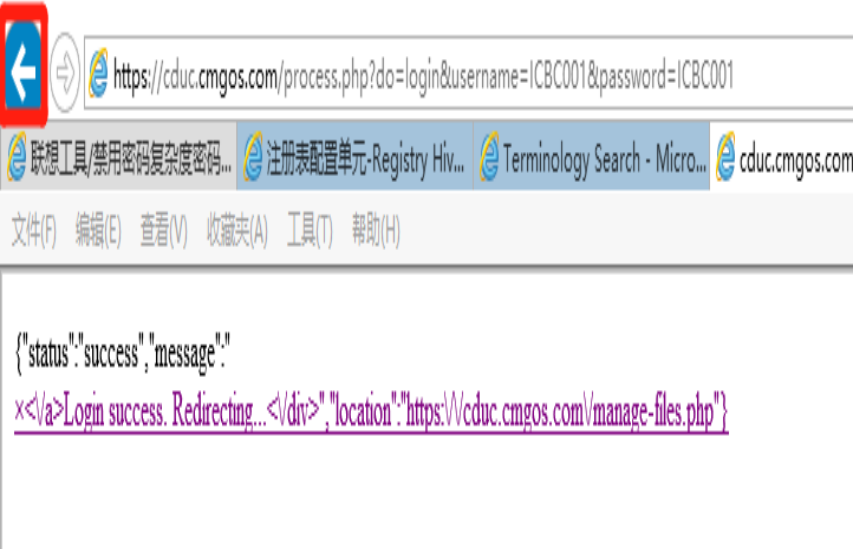 https://cduc.cmgos.com/process.php?do=login&username=ICBC001&password=ICBC001
联想工具/禁用密码复杂度密码... 注册表配置单元-Registry Hiv... Terminology Search - Micro... cduc.cmgos.com
文件(F) 编辑(E) 查看(V) 收藏夹(A) 工具(T) 帮助(H)
{"status":"success","message":"
×<\/a>Login success. Redirecting...<\/div>","location":"https:\/\/cduc.cmgos.com\/manage-files.php"}